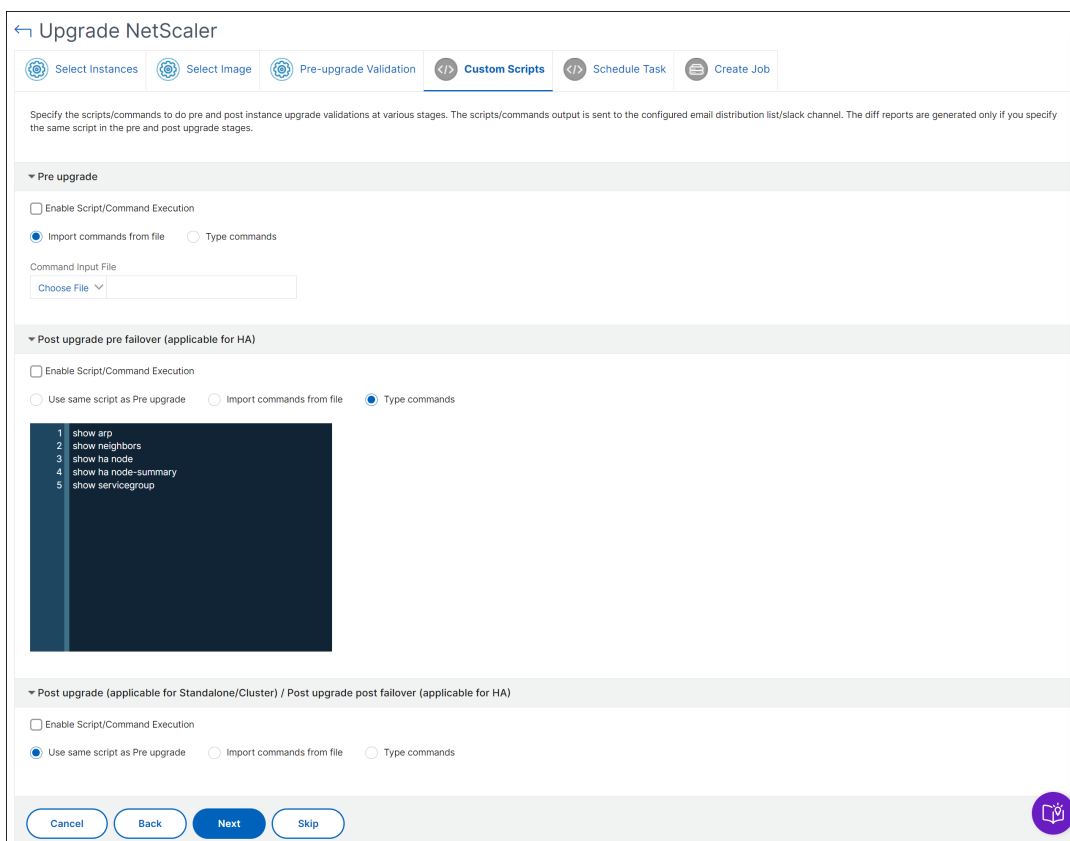 Upgrade NetScaler
Select Instances
Select Image
Pre-upgrade Validation
</> Custom Scripts
</> Schedule Task
Create Job
Specify the scripts/commands to do pre and post instance upgrade validations at various stages. The scripts/commands output is sent to the configured email distribution list/slack channel. The diff reports are generated only if you specify
the same script in the pre and post upgrade stages.
Pre upgrade
Enable Script/Command Execution
Import commands from file Type commands
Command Input File
Choose File
Post upgrade pre failover (applicable for HA)
Enable Script/Command Execution
Use same script as Pre upgrade Import commands from file Type commands
1 show arp
2 show neighbors
3 show ha node
4 show ha node-summary
5 show servicegroup
Post upgrade (applicable for Standalone/Cluster) / Post upgrade post failover (applicable for HA)
Enable Script/Command Execution
Use same script as Pre upgrade Import commands from file Type commands
Cancel Back Next Skip